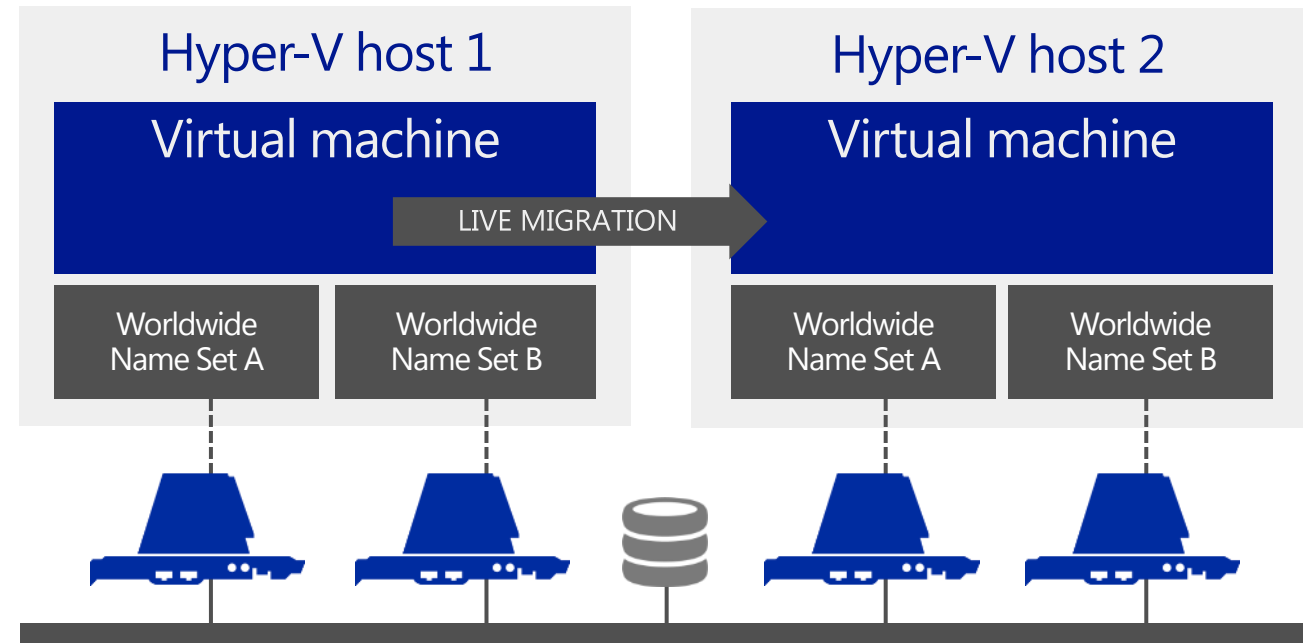 Hyper-V host 1
Hyper-V host 2
Virtual machine
Virtual machine
LIVE MIGRATION
Worldwide
Name Set A
Worldwide
Name Set B
Worldwide
Name Set A
Worldwide
Name Set B